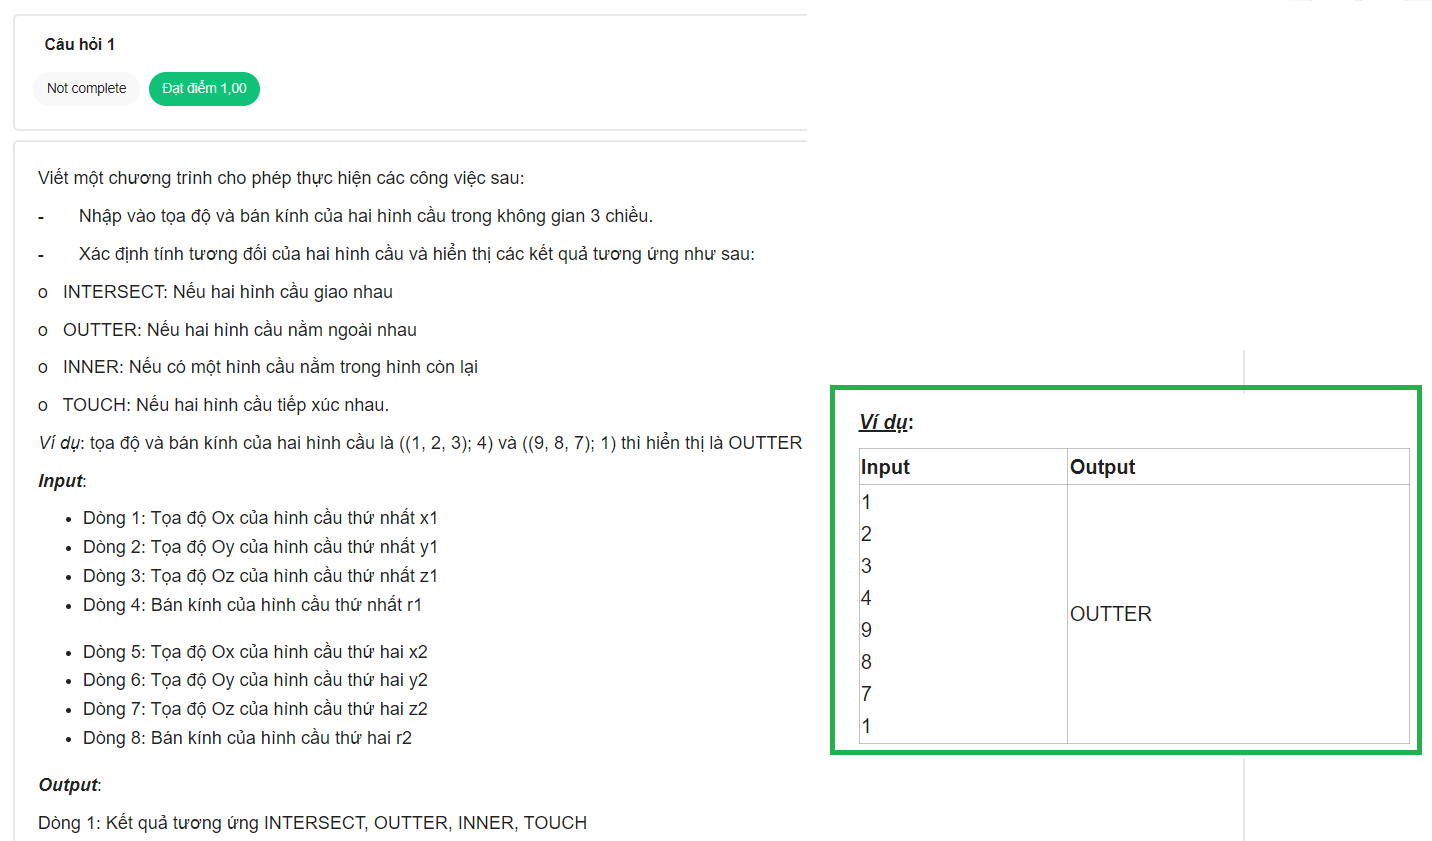 Câu hỏi 1
Not complete
Đạt điểm 1,00
Viết một chương trình cho phép thực hiện các công việc sau:
- Nhập vào tọa độ và bán kính của hai hình cầu trong không gian 3 chiều.
- Xác định tính tương đối của hai hình cầu và hiển thị các kết quả tương ứng như sau:
o INTERSECT: Nếu hai hình cầu giao nhau
o OUTTER: Nếu hai hình cầu nằm ngoài nhau
o INNER: Nếu có một hình cầu nằm trong hình còn lại
o TOUCH: Nếu hai hình cầu tiếp xúc nhau.
Ví dụ: tọa độ và bán kính của hai hình cầu là ((1, 2, 3); 4) và ((9, 8, 7); 1) thì hiển thị là OUTTER
Input:
• Dòng 1: Tọa độ Ox của hình cầu thứ nhất x1
• Dòng 2: Tọa độ Oy của hình cầu thứ nhất y1
• Dòng 3: Tọa độ Oz của hình cầu thứ nhất z1
• Dòng 4: Bán kính của hình cầu thứ nhất r1
• Dòng 5: Tọa độ Ox của hình cầu thứ hai x2
• Dòng 6: Tọa độ Oy của hình cầu thứ hai y2
• Dòng 7: Tọa độ Oz của hình cầu thứ hai z2
• Dòng 8: Bán kính của hình cầu thứ hai r2
Output:
Dòng 1: Kết quả tương ứng INTERSECT, OUTTER, INNER, TOUCH
Ví dụ:
Input Output
1
2
3
4
9
8
7
1
OUTTER